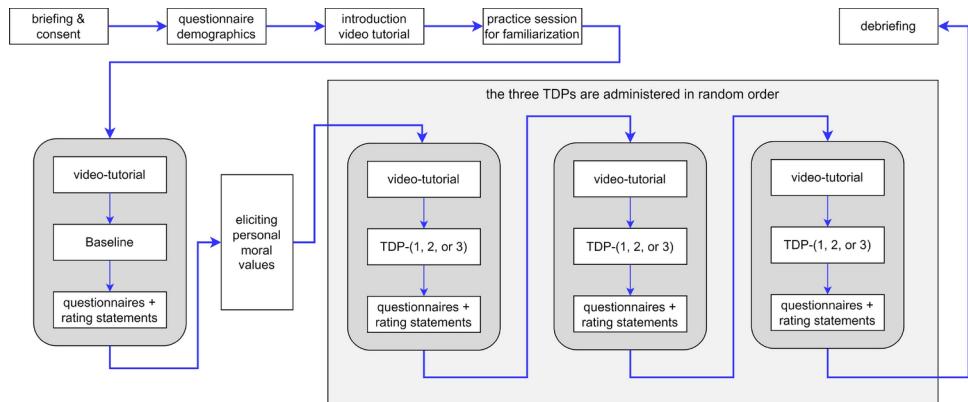 briefing &
consent
questionnaire
demographics
introduction
video tutorial
practice session
for familiarization
debriefing
the three TDPs are administered in random order
video-tutorial
Baseline
questionnaires +
rating statements
eliciting
personal
moral
values
video-tutorial
TDP-(1, 2, or 3)
questionnaires +
rating statements
video-tutorial
TDP-(1, 2, or 3)
questionnaires +
rating statements
video-tutorial
TDP-(1, 2, or 3)
questionnaires +
rating statements